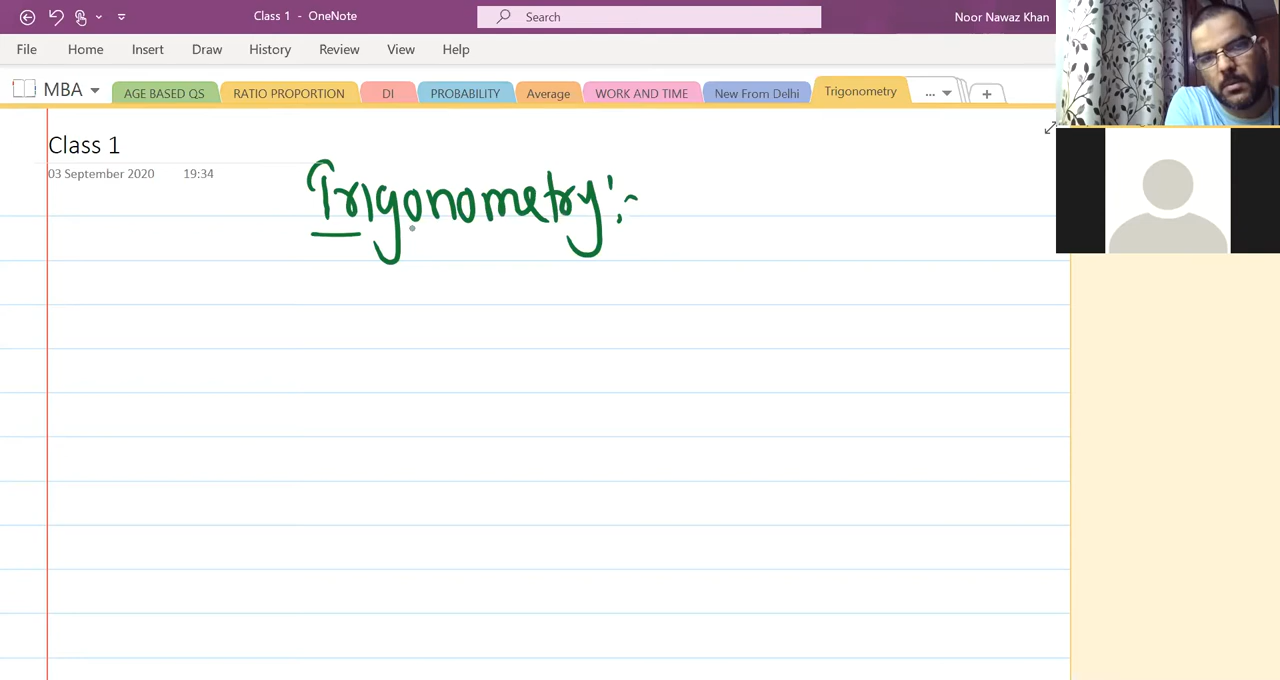 Class 1 - OneNote
Search
Noor Nawaz Khan
File Home Insert Draw History Review View Help
MBA
AGE BASED QS RATIO PROPORTION DI PROBABILITY Average WORK AND TIME New From Delhi Trigonometry ... +
Class 1
03 September 2020 19:34
Trigonometry :-